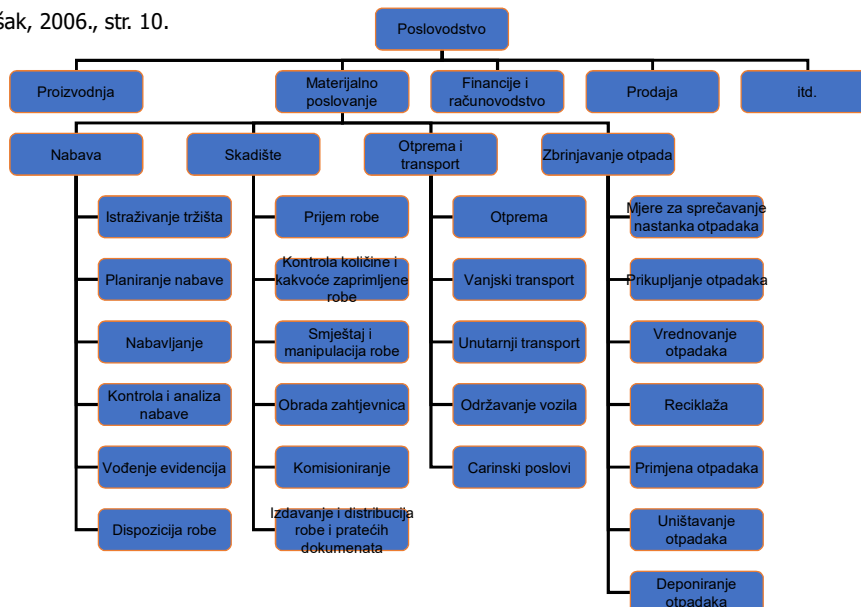 šak, 2006., str. 10.
Poslovodstvo
Proizvodnja
Materijalno
poslovanje
Financije i
računovodstvo
Prodaja
itd.
Nabava
Skadište
Otprema i
transport
Zbrinjavanje otpada
Istraživanje tržišta
Planiranje nabave
Nabavljanje
Kontrola i analiza
nabave
Vođenje evidencija
Dispozicija robe
Prijem robe
Kontrola količine i
kakvoće zaprimljene
robe
Smještaj i
manipulacija robe
Obrada zahtjevnica
Komisioniranje
Izdavanje i distribucija
robe i pratećih
dokumenata
Otprema
Vanjski transport
Unutarnji transport
Održavanje vozila
Carinski poslovi
Mjere za sprečavanje
nastanka otpadaka
Prikupljanje otpadaka
Vrednovanje
otpadaka
Reciklaža
Primjena otpadaka
Uništavanje
otpadaka
Deponiranje
otpadaka